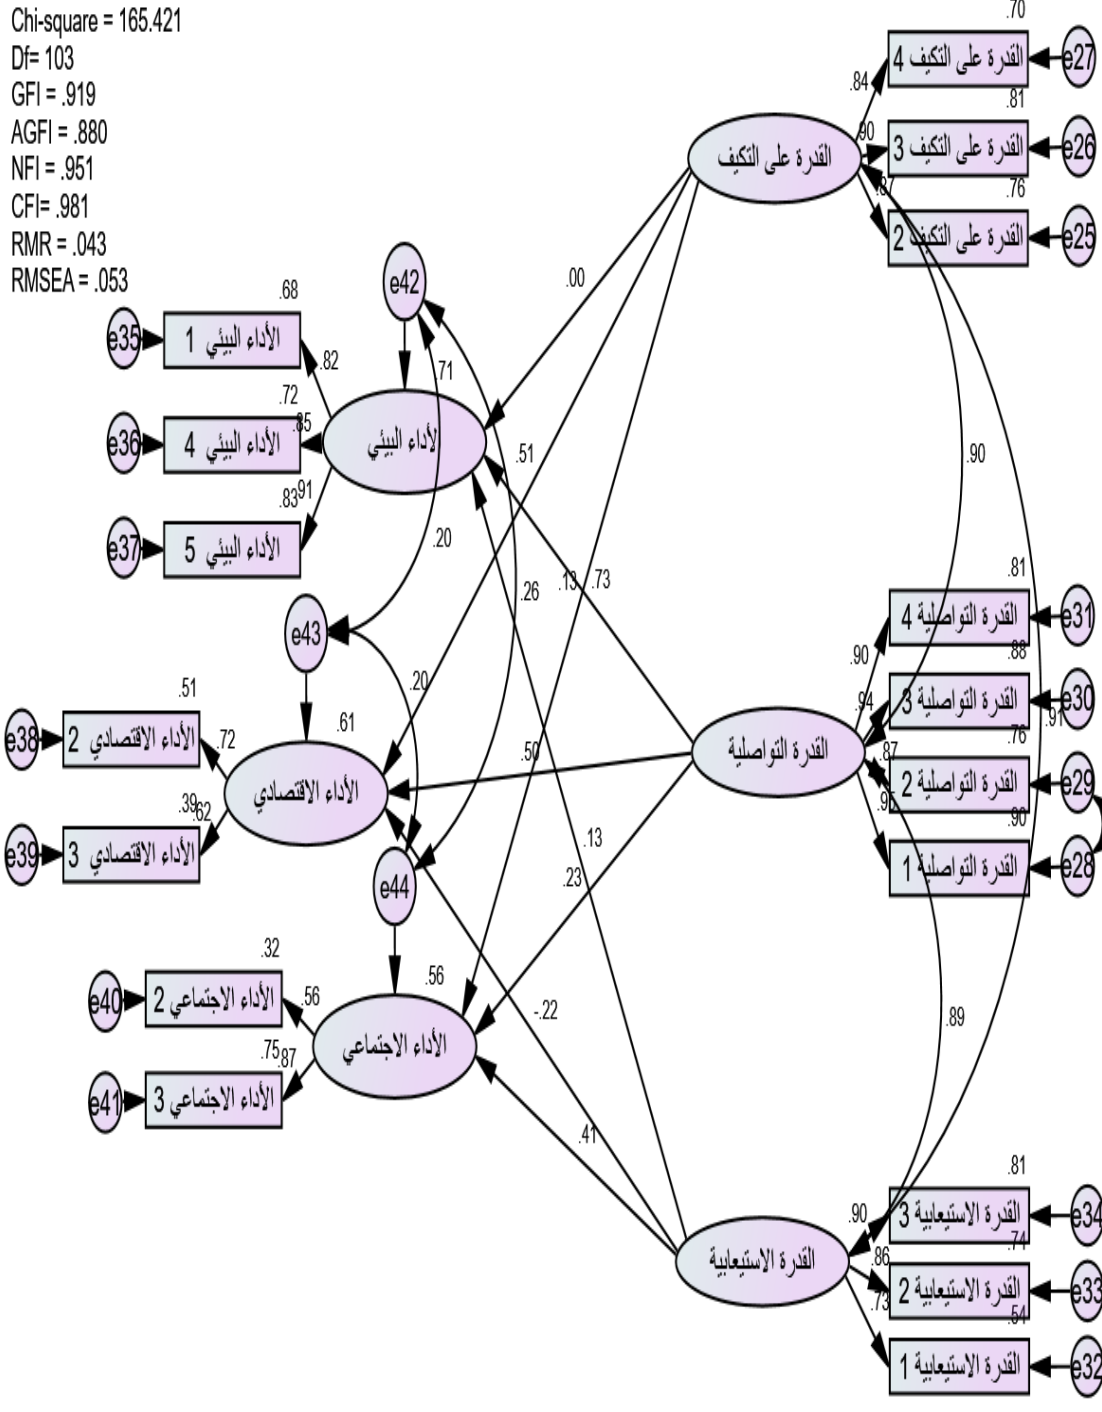 Chi-square = 165.421
Df= 103
GFI = .919
AGFI = .880
NFI = .951
CFI= .981
RMR = .043
RMSEA = .053
.70
القدرة على التكيف 4
e27
.84
.81
القدرة على التكيف 3
e26
.90
.76
القدرة على التكيف 2
e25
.87
القدرة على التكيف
e42
.00
.68
e35
الأداء البيئي 1
.82
.71
.72
e36
الأداء البيئي 4
.85
لأداء البيئي
.51
.90
.83
.91
e37
الأداء البيئي 5
.20
.26
.13
.73
.81
e43
القدرة التواصلية 4
e31
.90
.88
.20
القدرة التواصلية 3
e30
.94
.91
.51
.61
.76
e38
الأداء الاقتصادي 2
.72
القدرة التواصلية
.50
.87
القدرة التواصلية 2
e29
الأداء الاقتصادي
.39
.62
.95
.90
e39
الأداء الاقتصادي 3
.13
القدرة التواصلية 1
e28
e44
.23
.32
.56
e40
الأداء الاجتماعي 2
.56
-.22
.89
الأداء الاجتماعي
.75
.87
e41
الأداء الاجتماعي 3
.41
.81
.90
القدرة الاستيعابية 3
e34
.74
القدرة الاستيعابية
.86
القدرة الاستيعابية 2
e33
.73
.54
القدرة الاستيعابية 1
e32